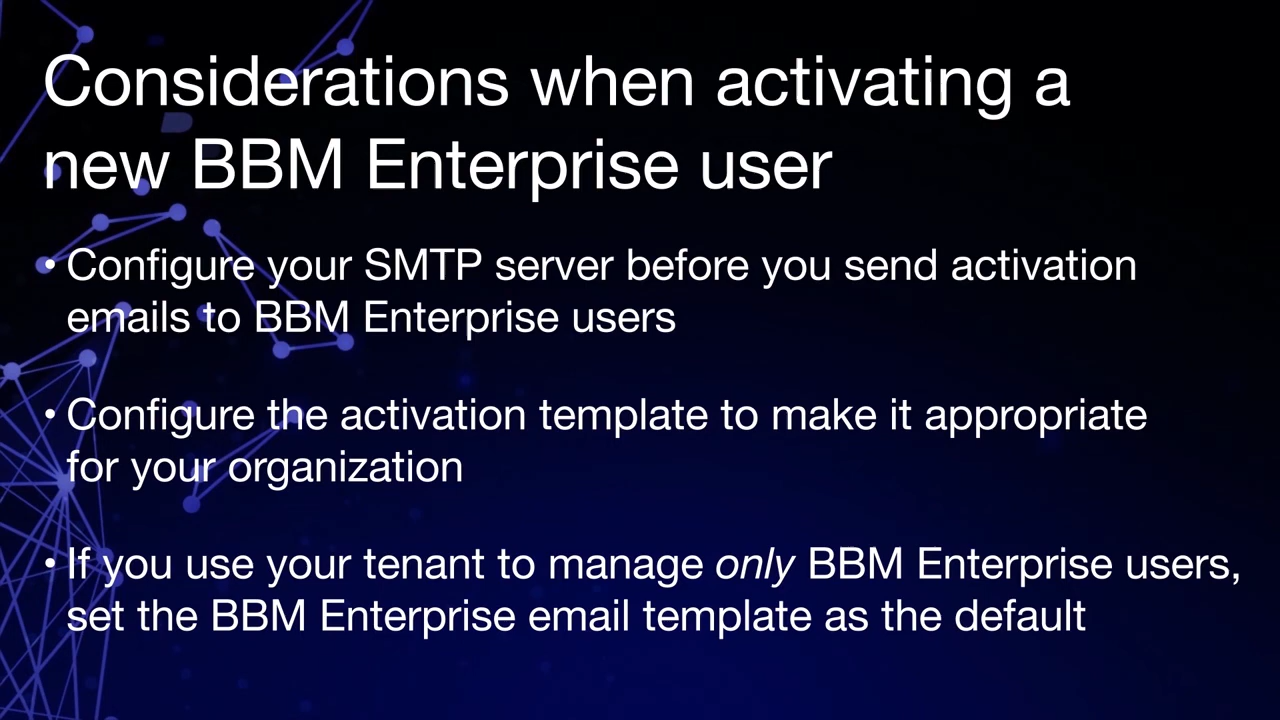 Considerations when activating a
new BBM Enterprise user
• Configure your SMTP server before you send activation
emails to BBM Enterprise users
• Configure the activation template to make it appropriate
for your organization
• If you use your tenant to manage only BBM Enterprise users,
set the BBM Enterprise email template as the default